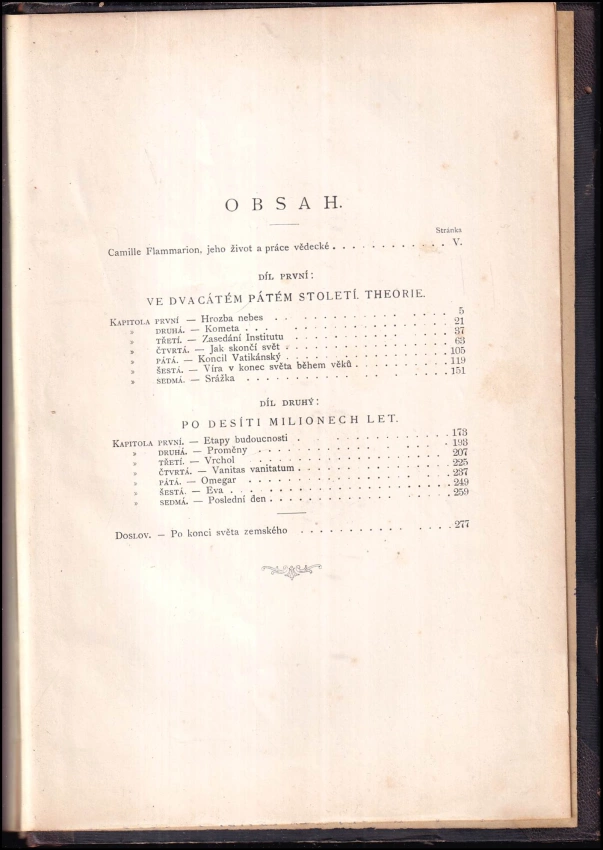 OBSAH.
Stránka
Camille Flammarion, jeho život a práce vědecké . . . . . . . . . . . . V.
DÍL PRVNÍ:
VE DVACÁTÉM PÁTÉM STOLETÍ. THEORIE.
KAPITOLA PRVNÍ — Hrozba nebes . . . . . . . . . . . . 5
» DRUHÁ. — Kometa . . . . . . . . . . . . 21
» TŘETÍ. — Zasedání Institutu . . . . . . . . . . . . 37
» ČTVRTÁ. — Jak skončí svět . . . . . . . . . . . . 63
» PÁTÁ. — Koncil Vatikánský . . . . . . . . . . . . 105
» ŠESTÁ. — Víra v konec světa během věků . . . . . . . . . . 119
» SEDMÁ. — Srážka . . . . . . . . . . . . 151
DÍL DRUHÝ:
PO DESÍTI MILIONECH LET.
KAPITOLA PRVNÍ. — Etapy budoucnosti . . . . . . . . . . . . 173
» DRUHÁ. — Proměny . . . . . . . . . . . . 193
» TŘETÍ. — Vrchol . . . . . . . . . . . . 207
» ČTVRTÁ. — Vanitas vanitatum . . . . . . . . . . . . 225
» PÁTÁ. — Omegar . . . . . . . . . . . . 237
» ŠESTÁ. — Eva . . . . . . . . . . . . 249
» SEDMÁ. — Poslední den . . . . . . . . . . . . 259
DOSLOV. — Po konci světa zemského . . . . . . . . . . . . 277